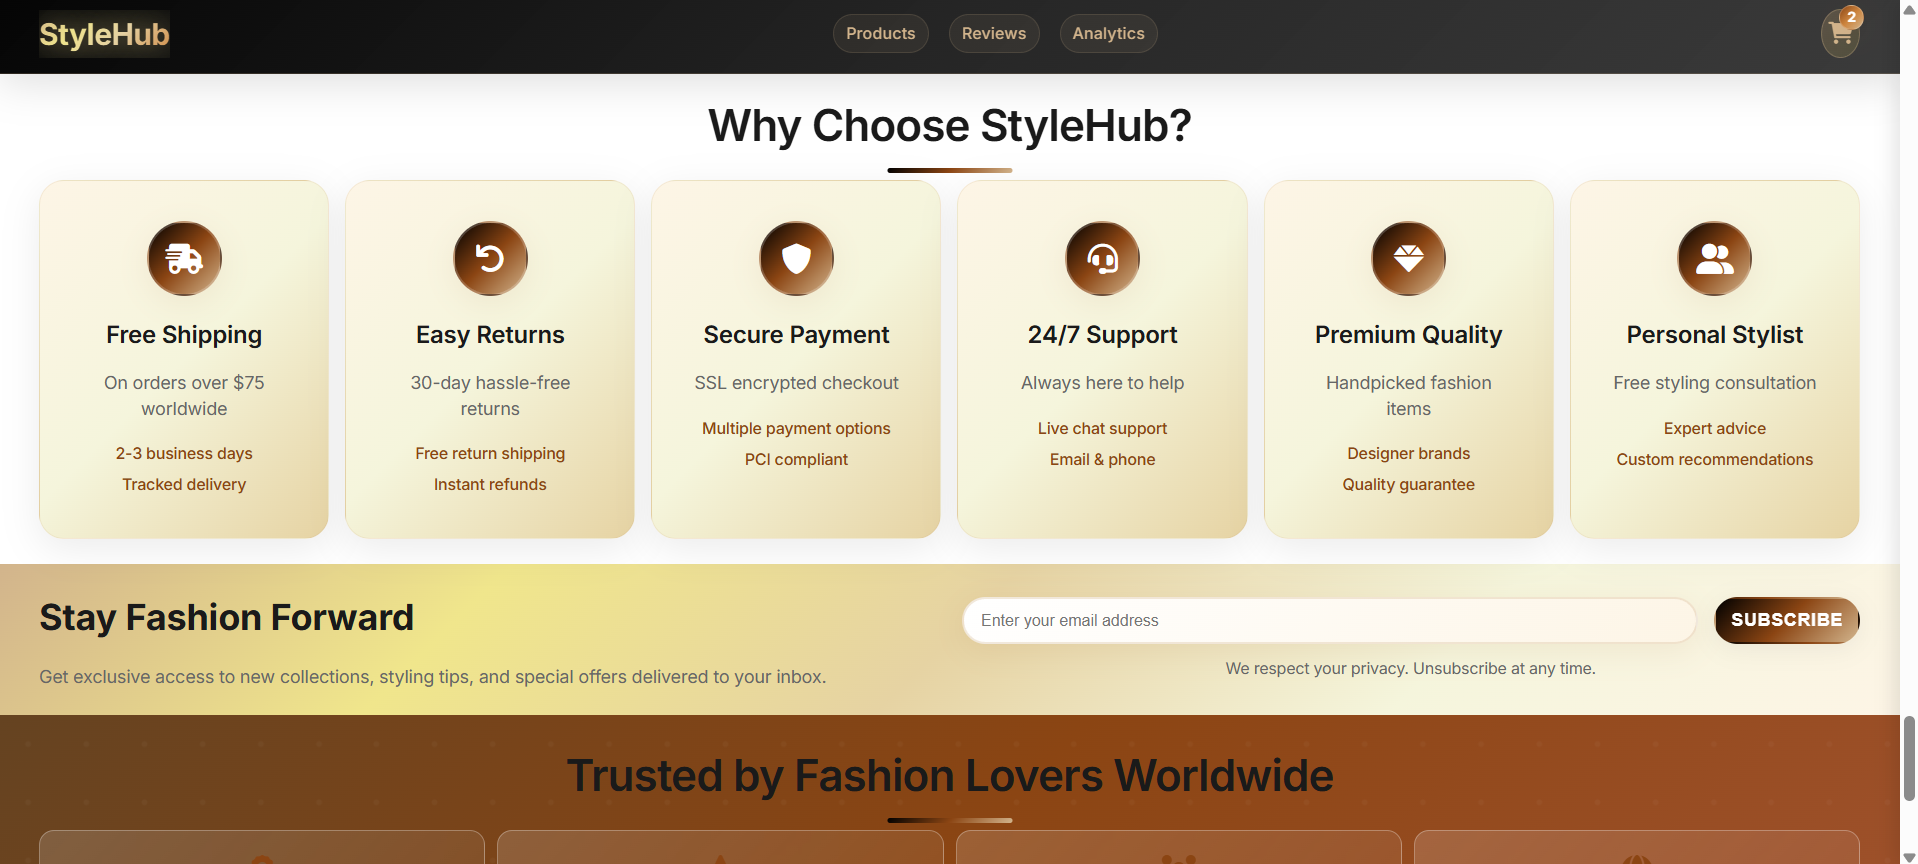 StyleHub
Products
Reviews
Analytics
2
Why Choose StyleHub?
Free Shipping
On orders over $75
worldwide
2-3 business days
Tracked delivery
Easy Returns
30-day hassle-free
returns
Free return shipping
Instant refunds
Secure Payment
SSL encrypted checkout
Multiple payment options
PCI compliant
24/7 Support
Always here to help
Live chat support
Email & phone
Premium Quality
Handpicked fashion
items
Designer brands
Quality guarantee
Personal Stylist
Free styling consultation
Expert advice
Custom recommendations
Stay Fashion Forward
Get exclusive access to new collections, styling tips, and special offers delivered to your inbox.
Enter your email address
SUBSCRIBE
We respect your privacy. Unsubscribe at any time.
Trusted by Fashion Lovers Worldwide